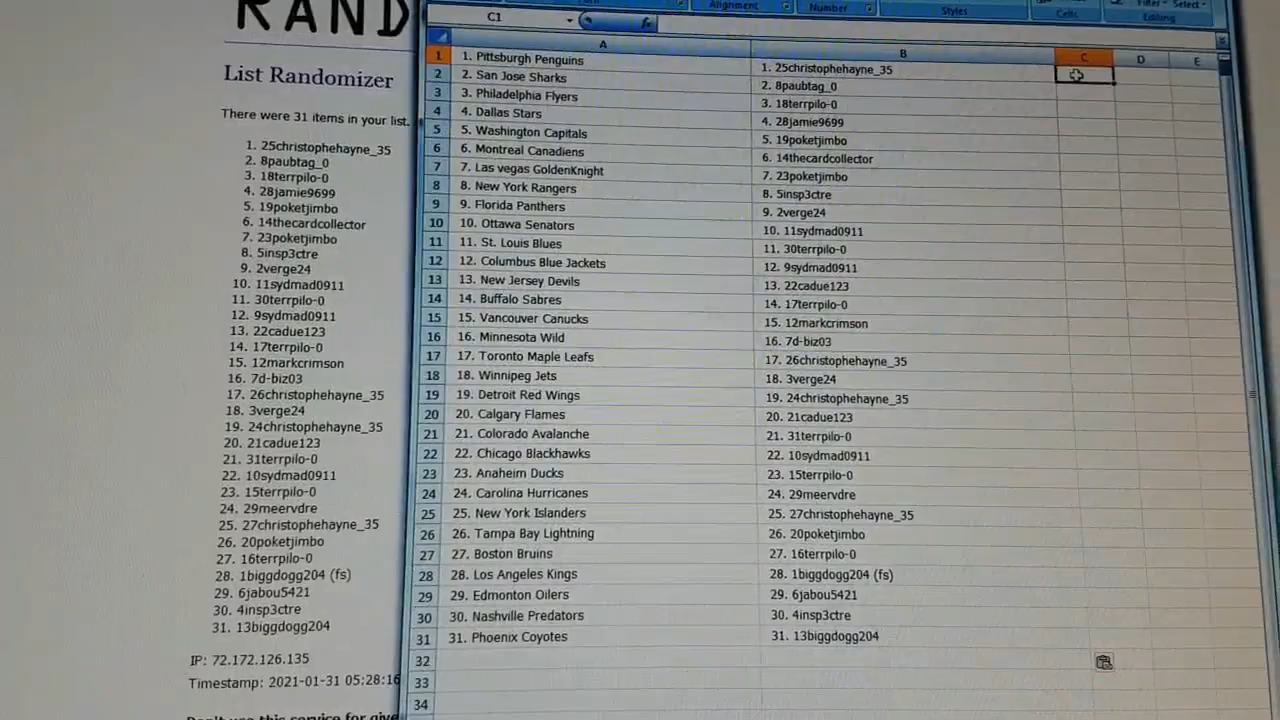 RAND
List Randomizer
There were 31 items in your list.
1. 25christophehayne_35
2. 8paubtag_0
3. 18terrpilo-0
4. 28jamie9699
5. 19poketjimbo
6. 14thecardcollector
7. 23poketjimbo
8. 5insp3ctre
9. 2verge24
10. 11sydmad0911
11. 30terrpilo-0
12. 9sydmad0911
13. 22cadue123
14. 17terrpilo-0
15. 12markcrimson
16. 7d-biz03
17. 26christophehayne_35
18. 3verge24
19. 24christophehayne_35
20. 21cadue123
21. 31terrpilo-0
22. 10sydmad0911
23. 15terrpilo-0
24. 29meervdre
25. 27christophehayne_35
26. 20poketjimbo
27. 16terrpilo-0
28. 1biggdogg204 (fs)
29. 6jabou5421
30. 4insp3ctre
31. 13biggdogg204
IP: 72.172.126.135
Timestamp: 2021-01-31 05:28:16
Don't use this service for give
Alignment Number Styles Cells Filter Select Editing
C1 fx
A B C D E
1 1. Pittsburgh Penguins 1. 25christophehayne_35
2 2. San Jose Sharks 2. 8paubtag_0
3 3. Philadelphia Flyers 3. 18terrpilo-0
4 4. Dallas Stars 4. 28jamie9699
5 5. Washington Capitals 5. 19poketjimbo
6 6. Montreal Canadiens 6. 14thecardcollector
7 7. Las vegas GoldenKnight 7. 23poketjimbo
8 8. New York Rangers 8. 5insp3ctre
9 9. Florida Panthers 9. 2verge24
10 10. Ottawa Senators 10. 11sydmad0911
11 11. St. Louis Blues 11. 30terrpilo-0
12 12. Columbus Blue Jackets 12. 9sydmad0911
13 13. New Jersey Devils 13. 22cadue123
14 14. Buffalo Sabres 14. 17terrpilo-0
15 15. Vancouver Canucks 15. 12markcrimson
16 16. Minnesota Wild 16. 7d-biz03
17 17. Toronto Maple Leafs 17. 26christophehayne_35
18 18. Winnipeg Jets 18. 3verge24
19 19. Detroit Red Wings 19. 24christophehayne_35
20 20. Calgary Flames 20. 21cadue123
21 21. Colorado Avalanche 21. 31terrpilo-0
22 22. Chicago Blackhawks 22. 10sydmad0911
23 23. Anaheim Ducks 23. 15terrpilo-0
24 24. Carolina Hurricanes 24. 29meervdre
25 25. New York Islanders 25. 27christophehayne_35
26 26. Tampa Bay Lightning 26. 20poketjimbo
27 27. Boston Bruins 27. 16terrpilo-0
28 28. Los Angeles Kings 28. 1biggdogg204 (fs)
29 29. Edmonton Oilers 29. 6jabou5421
30 30. Nashville Predators 30. 4insp3ctre
31 31. Phoenix Coyotes 31. 13biggdogg204
32
33
34